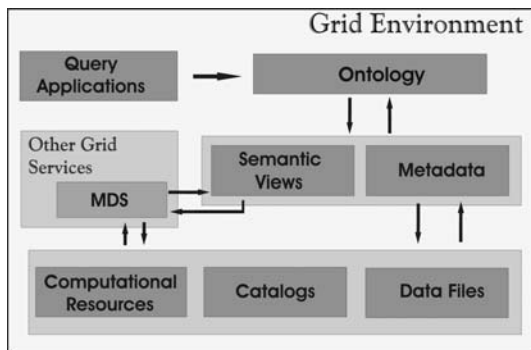 Grid Environment
Query
Applications
Ontology
Other Grid
Services
MDS
Semantic
Views
Metadata
Computational
Resources
Catalogs
Data Files